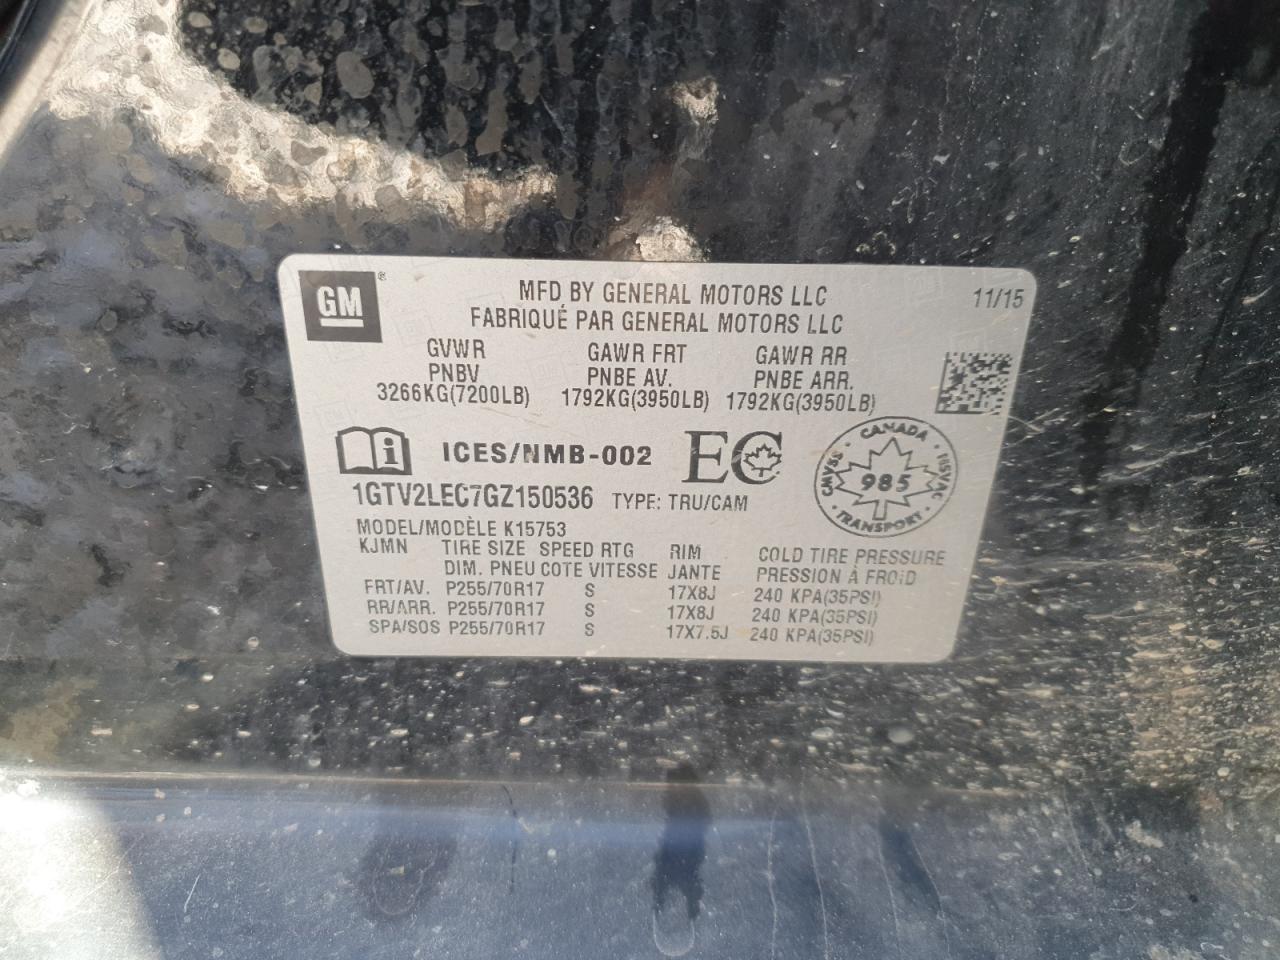 GM®
MFD BY GENERAL MOTORS LLC 11/15
FABRIQUÉ PAR GENERAL MOTORS LLC
GVWR GAWR FRT GAWR RR
PNBV PNBE AV. PNBE ARR.
3266KG(7200LB) 1792KG(3950LB) 1792KG(3950LB)
i ICES/NMB-002 EC
CANADA
CMVSS 985 NSVAC
TRANSPORT
1GTV2LEC7GZ150536 TYPE: TRU/CAM
MODEL/MODÈLE K15753
KJMN TIRE SIZE SPEED RTG RIM COLD TIRE PRESSURE
DIM. PNEU COTE VITESSE JANTE PRESSION À FROID
FRT/AV. P255/70R17 S 17X8J 240 KPA(35PSI)
RR/ARR. P255/70R17 S 17X8J 240 KPA(35PSI)
SPA/SOS P255/70R17 S 17X7.5J 240 KPA(35PSI)